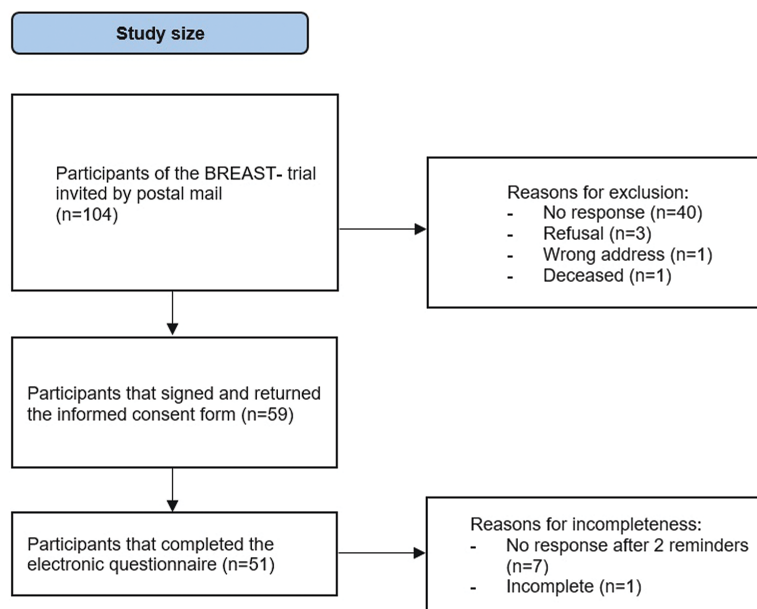 Study size
Participants of the BREAST- trial
invited by postal mail
(n=104)
Reasons for exclusion:
- No response (n=40)
- Refusal (n=3)
- Wrong address (n=1)
- Deceased (n=1)
Participants that signed and returned
the informed consent form (n=59)
Participants that completed the
electronic questionnaire (n=51)
Reasons for incompleteness:
- No response after 2 reminders
(n=7)
- Incomplete (n=1)